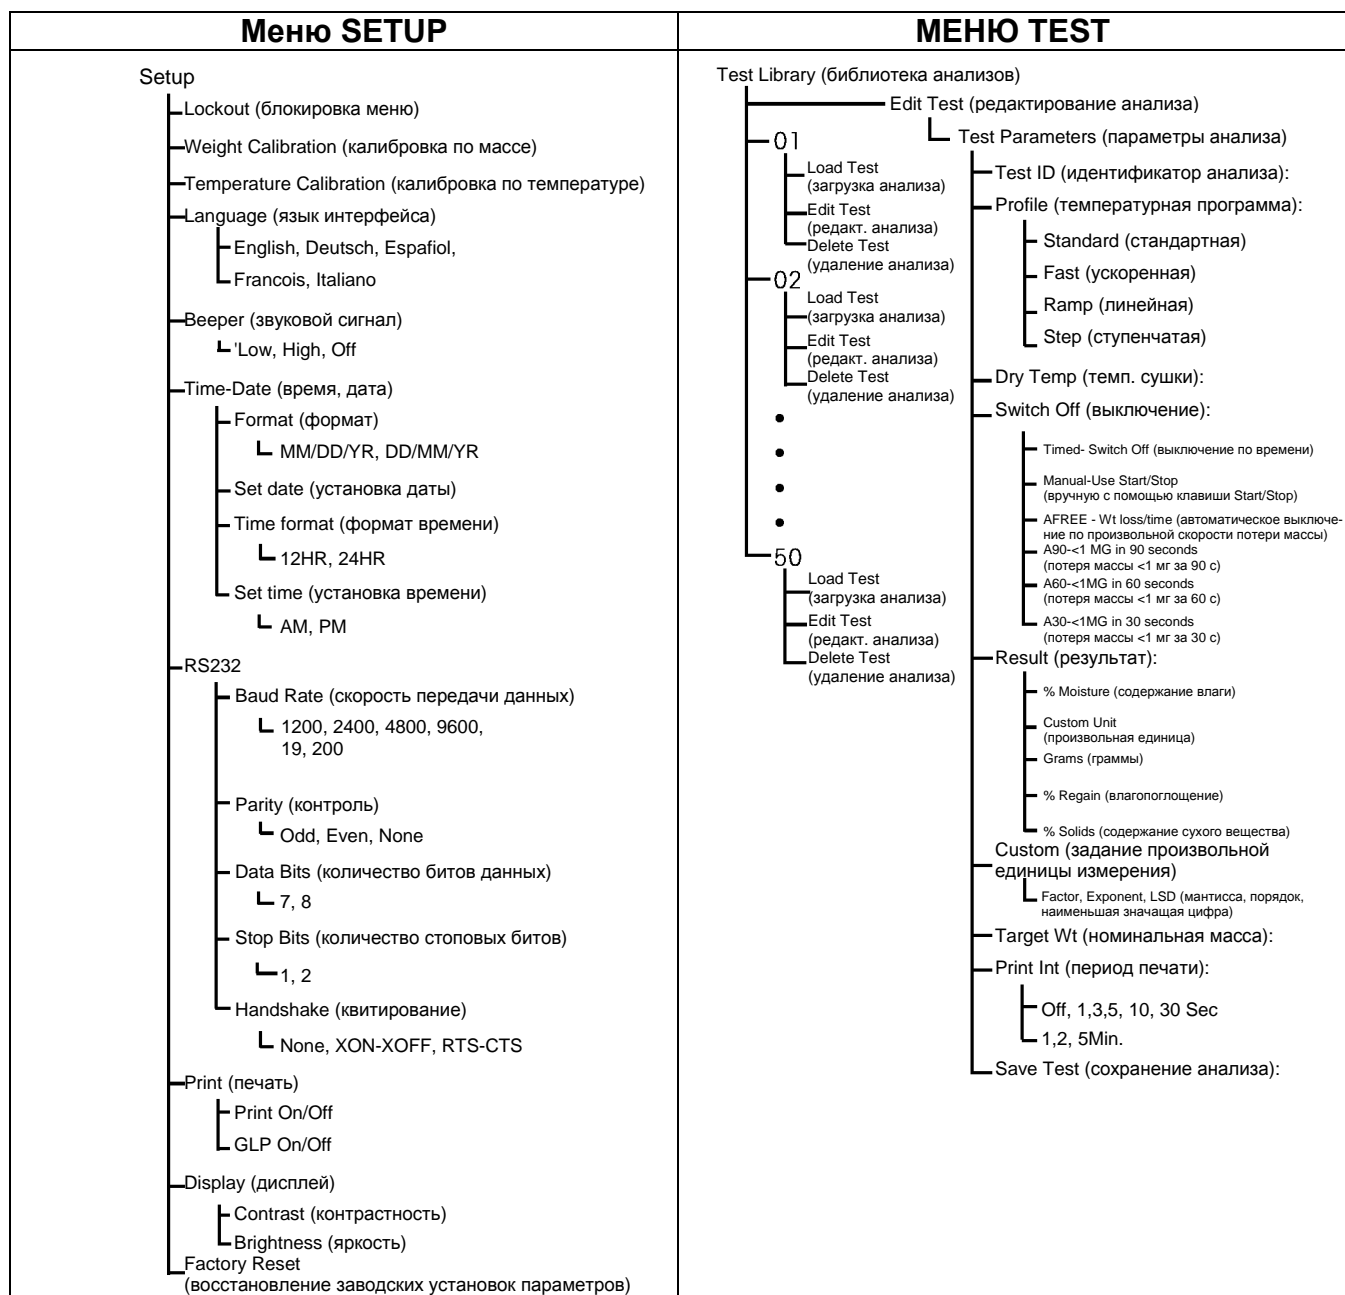 Меню SETUP
Setup
Lockout (блокировка меню)
Weight Calibration (калибровка по массе)
Temperature Calibration (калибровка по температуре)
Language (язык интерфейса)
English, Deutsch, Espafiol,
Francois, Italiano
Beeper (звуковой сигнал)
'Low, High, Off
Time-Date (время, дата)
Format (формат)
MM/DD/YR, DD/MM/YR
Set date (установка даты)
Time format (формат времени)
12HR, 24HR
Set time (установка времени)
AM, PM
RS232
Baud Rate (скорость передачи данных)
1200, 2400, 4800, 9600,
19, 200
Parity (контроль)
Odd, Even, None
Data Bits (количество битов данных)
7, 8
Stop Bits (количество стоповых битов)
1, 2
Handshake (квитирование)
None, XON-XOFF, RTS-CTS
Print (печать)
Print On/Off
GLP On/Off
Display (дисплей)
Contrast (контрастность)
Brightness (яркость)
Factory Reset
(восстановление заводских установок параметров)
МЕНЮ TEST
Test Library (библиотека анализов)
Edit Test (редактирование анализа)
Test Parameters (параметры анализа)
01
Load Test
(загрузка анализа)
Edit Test
(редакт. анализа)
Delete Test
(удаление анализа)
02
Load Test
(загрузка анализа)
Edit Test
(редакт. анализа)
Delete Test
(удаление анализа)
50
Load Test
(загрузка анализа)
Edit Test
(редакт. анализа)
Delete Test
(удаление анализа)
Test ID (идентификатор анализа):
Profile (температурная программа):
Standard (стандартная)
Fast (ускоренная)
Ramp (линейная)
Step (ступенчатая)
Dry Temp (темп. сушки):
Switch Off (выключение):
Timed- Switch Off (выключение по времени)
Manual-Use Start/Stop
(вручную с помощью клавиши Start/Stop)
AFREE - Wt loss/time (автоматическое выключе-
ние по произвольной скорости потери массы)
A90-<1 MG in 90 seconds
(потеря массы <1 мг за 90 с)
A60-<1MG in 60 seconds
(потеря массы <1 мг за 60 с)
A30-<1MG in 30 seconds
(потеря массы <1 мг за 30 с)
Result (результат):
% Moisture (содержание влаги)
Custom Unit
(произвольная единица)
Grams (граммы)
% Regain (влагопоглощение)
% Solids (содержание сухого вещества)
Custom (задание произвольной
единицы измерения)
Factor, Exponent, LSD (мантисса, порядок,
наименьшая значащая цифра)
Target Wt (номинальная масса):
Print Int (период печати):
Off, 1,3,5, 10, 30 Sec
1,2, 5Min.
Save Test (сохранение анализа):